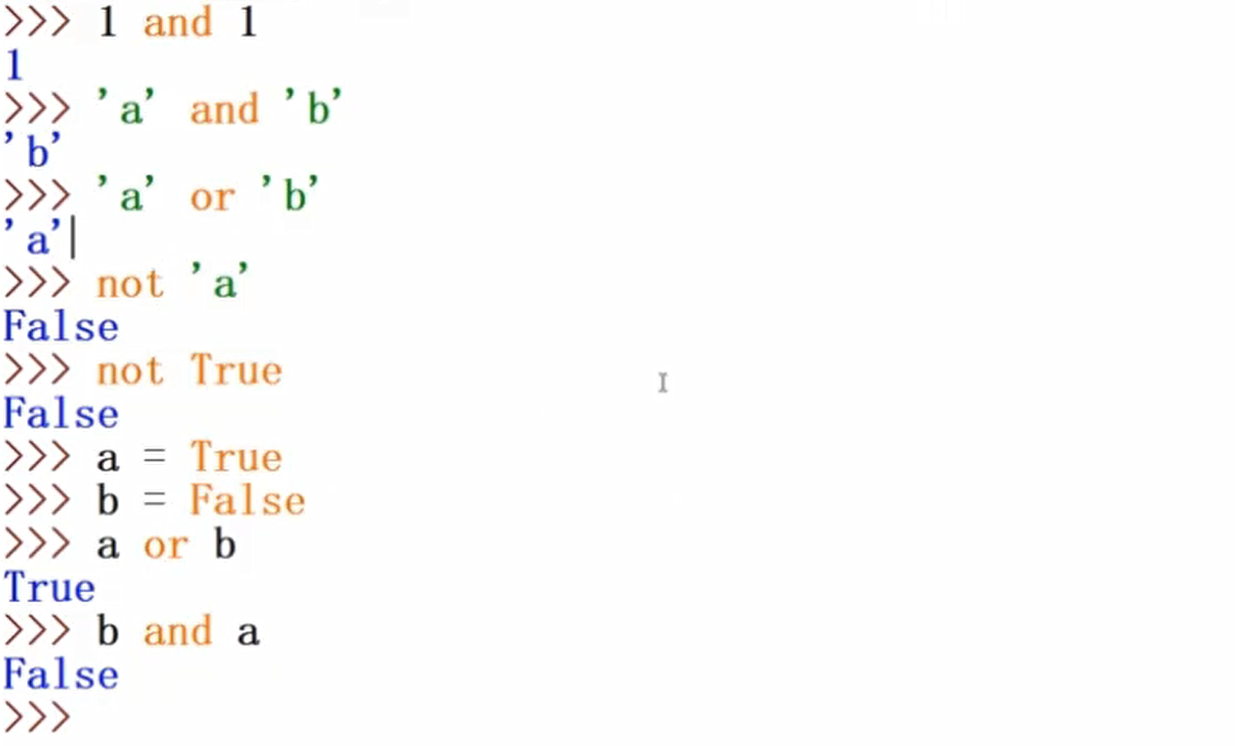 >>> 1 and 1
1
>>> 'a' and 'b'
'b'
>>> 'a' or 'b'
'a'
>>> not 'a'
False
>>> not True
False
>>> a = True
>>> b = False
>>> a or b
True
>>> b and a
False
>>>